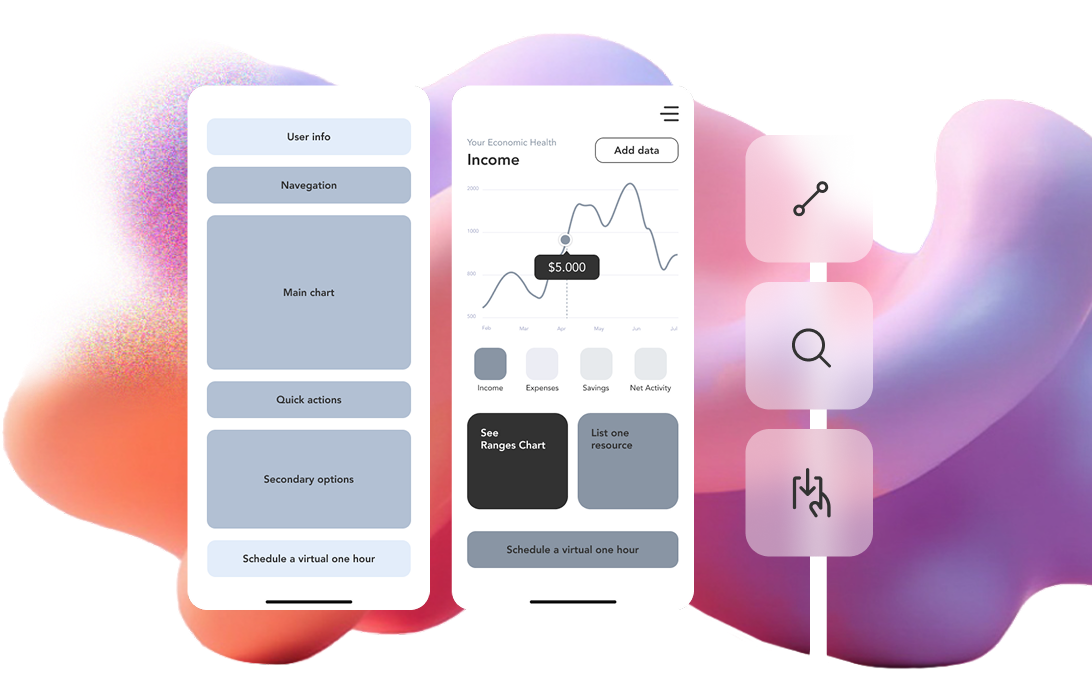 User info
Navegation
Main chart
Quick actions
Secondary options
Schedule a virtual one hour
Your Economic Health
Income
Add data
2000
1000
$5.000
500
Feb
Mar
Apr
May
Jun
Jul
Income
Expenses
Savings
Net Activity
See
Ranges Chart
List one
resource
Schedule a virtual one hour